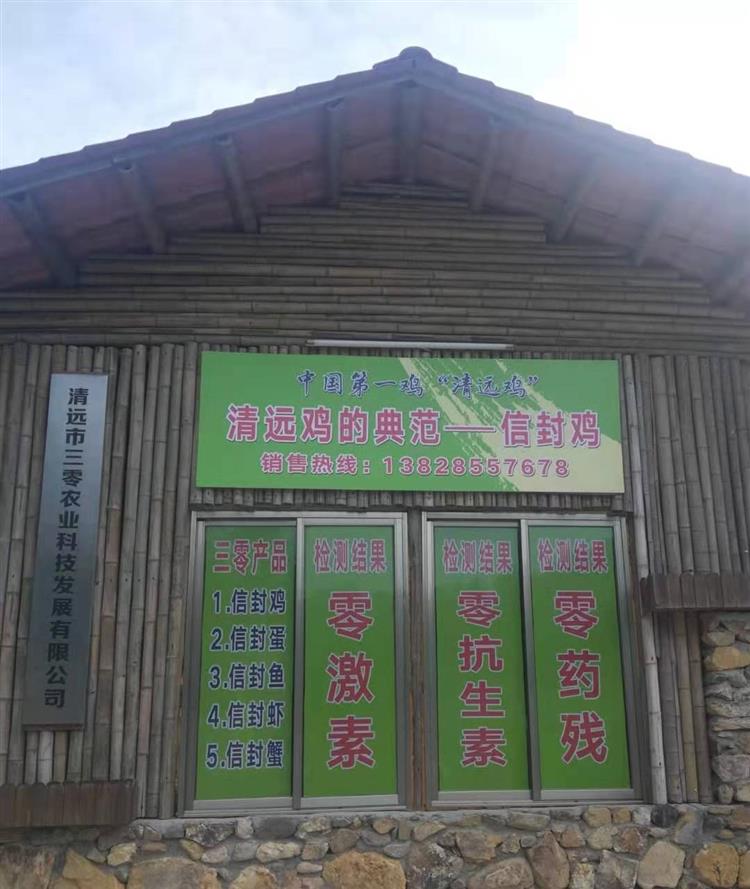 中国第一鸡“清远鸡”
清远鸡的典范——信封鸡
销售热线：13828557678
清远市三零农业科技发展有限公司
三零产品
1.信封鸡
2.信封蛋
3.信封鱼
4.信封虾
5.信封蟹
检测结果
零激素
检测结果
零抗生素
检测结果
零药残